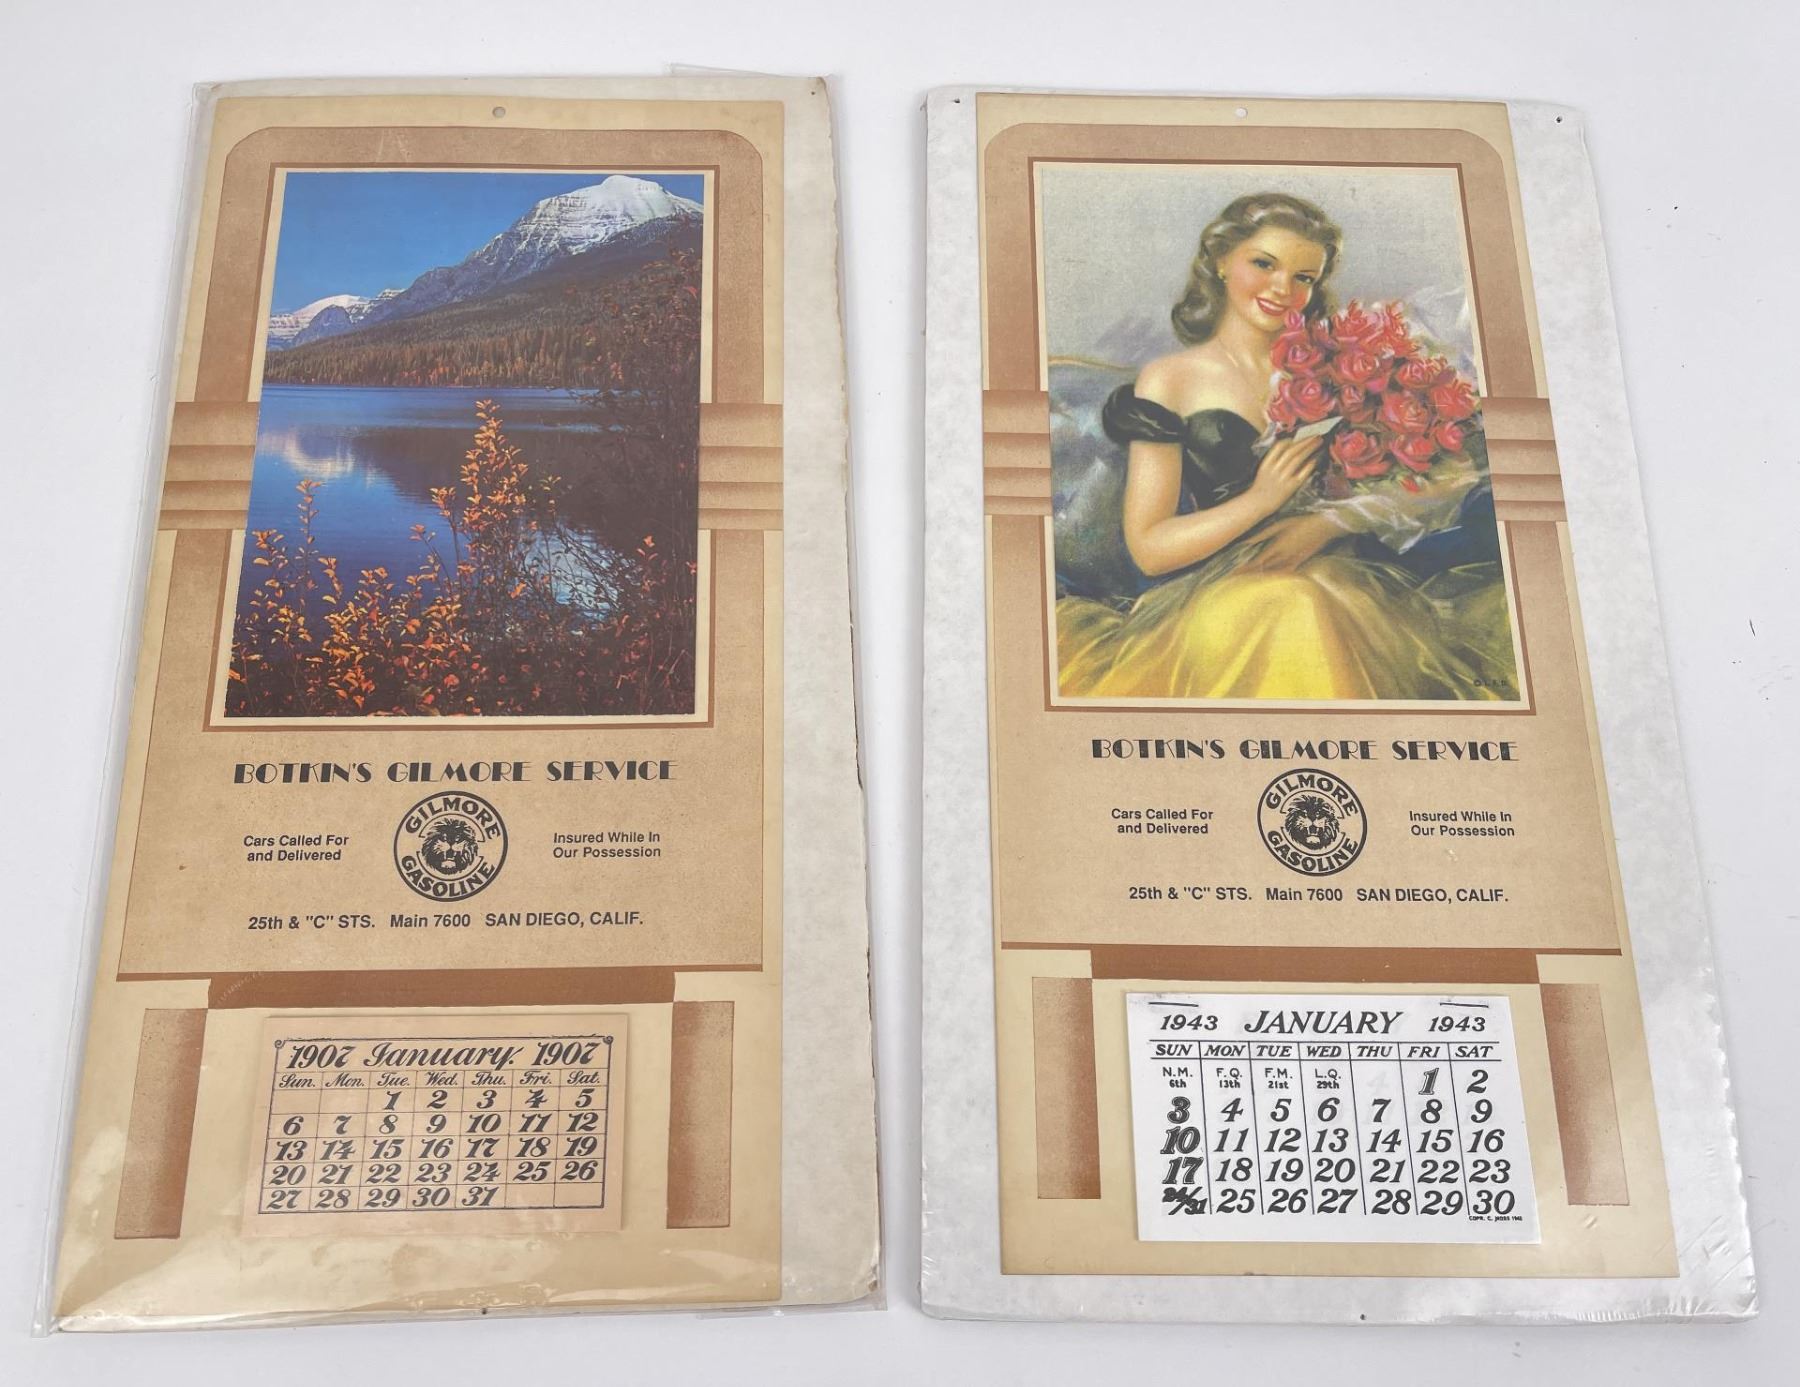 BOTKIN'S GILMORE SERVICE
Cars Called For
and Delivered
GILMORE
GASOLINE
Insured While In
Our Possession
25th & "C" STS. Main 7600 SAN DIEGO, CALIF.
1907 January. 1907
Sun. Mon. Tue. Wed. Thu. Fri. Sat.
1 2 3 4 5
6 7 8 9 10 11 12
13 14 15 16 17 18 19
20 21 22 23 24 25 26
27 28 29 30 31
BOTKIN'S GILMORE SERVICE
Cars Called For
and Delivered
GILMORE
GASOLINE
Insured While In
Our Possession
25th & "C" STS. Main 7600 SAN DIEGO, CALIF.
1943 JANUARY 1943
SUN MON TUE WED THU FRI SAT
N.M. F.Q. F.M. L.Q.
6th 13th 21st 29th
1 2
3 4 5 6 7 8 9
10 11 12 13 14 15 16
17 18 19 20 21 22 23
24/31 25 26 27 28 29 30